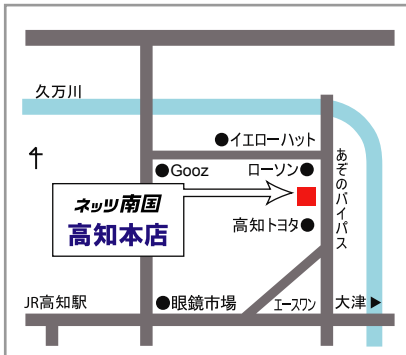 久万川
●イエローハット
●Gooz
ローソン●
あぞのバイパス
ネッツ南国
高知本店
高知トヨタ●
JR高知駅
●眼鏡市場
エースワン
大津▶